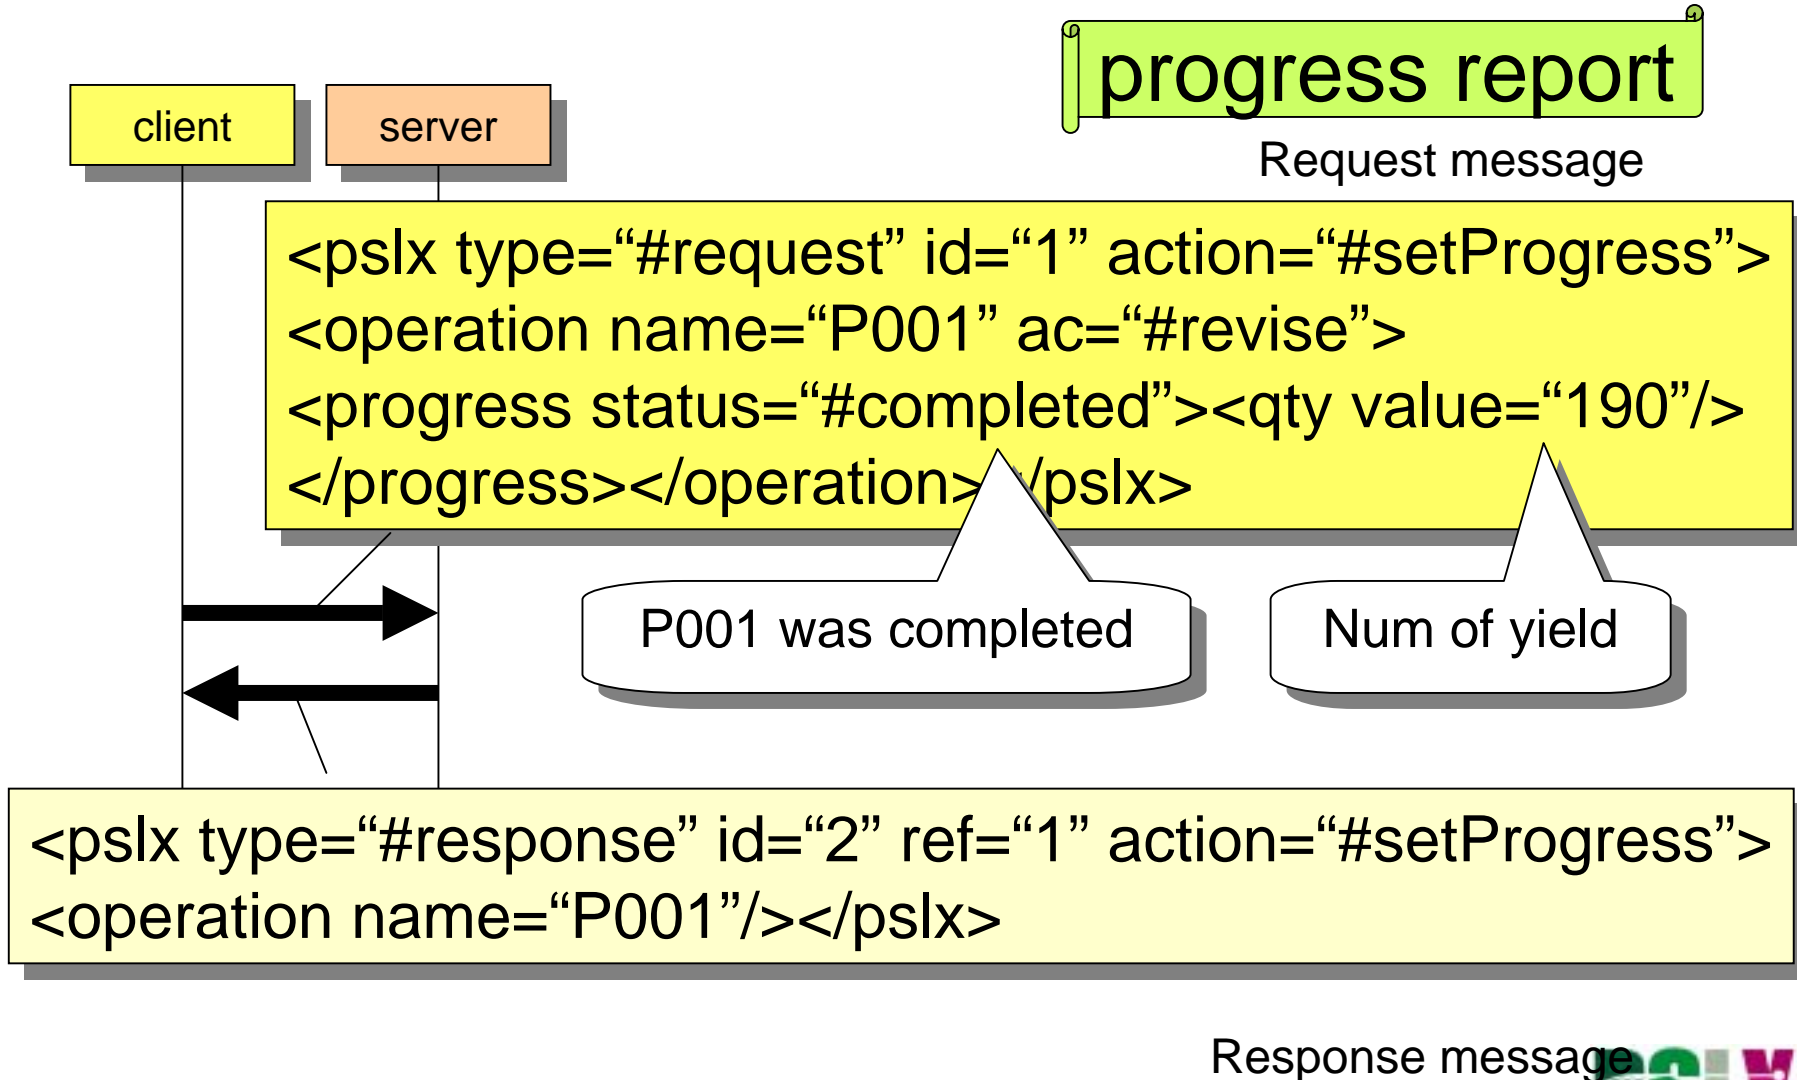 progress report
client
server
Request message
<pslx type=“#request” id=“1” action=“#setProgress”>
<operation name=“P001” ac=“#revise”>
<progress status=“#completed”><qty value=“190”/>
</progress></operation></pslx>
P001 was completed
Num of yield
<pslx type=“#response” id=“2” ref=“1” action=“#setProgress”>
<operation name=“P001”/></pslx>
Response message